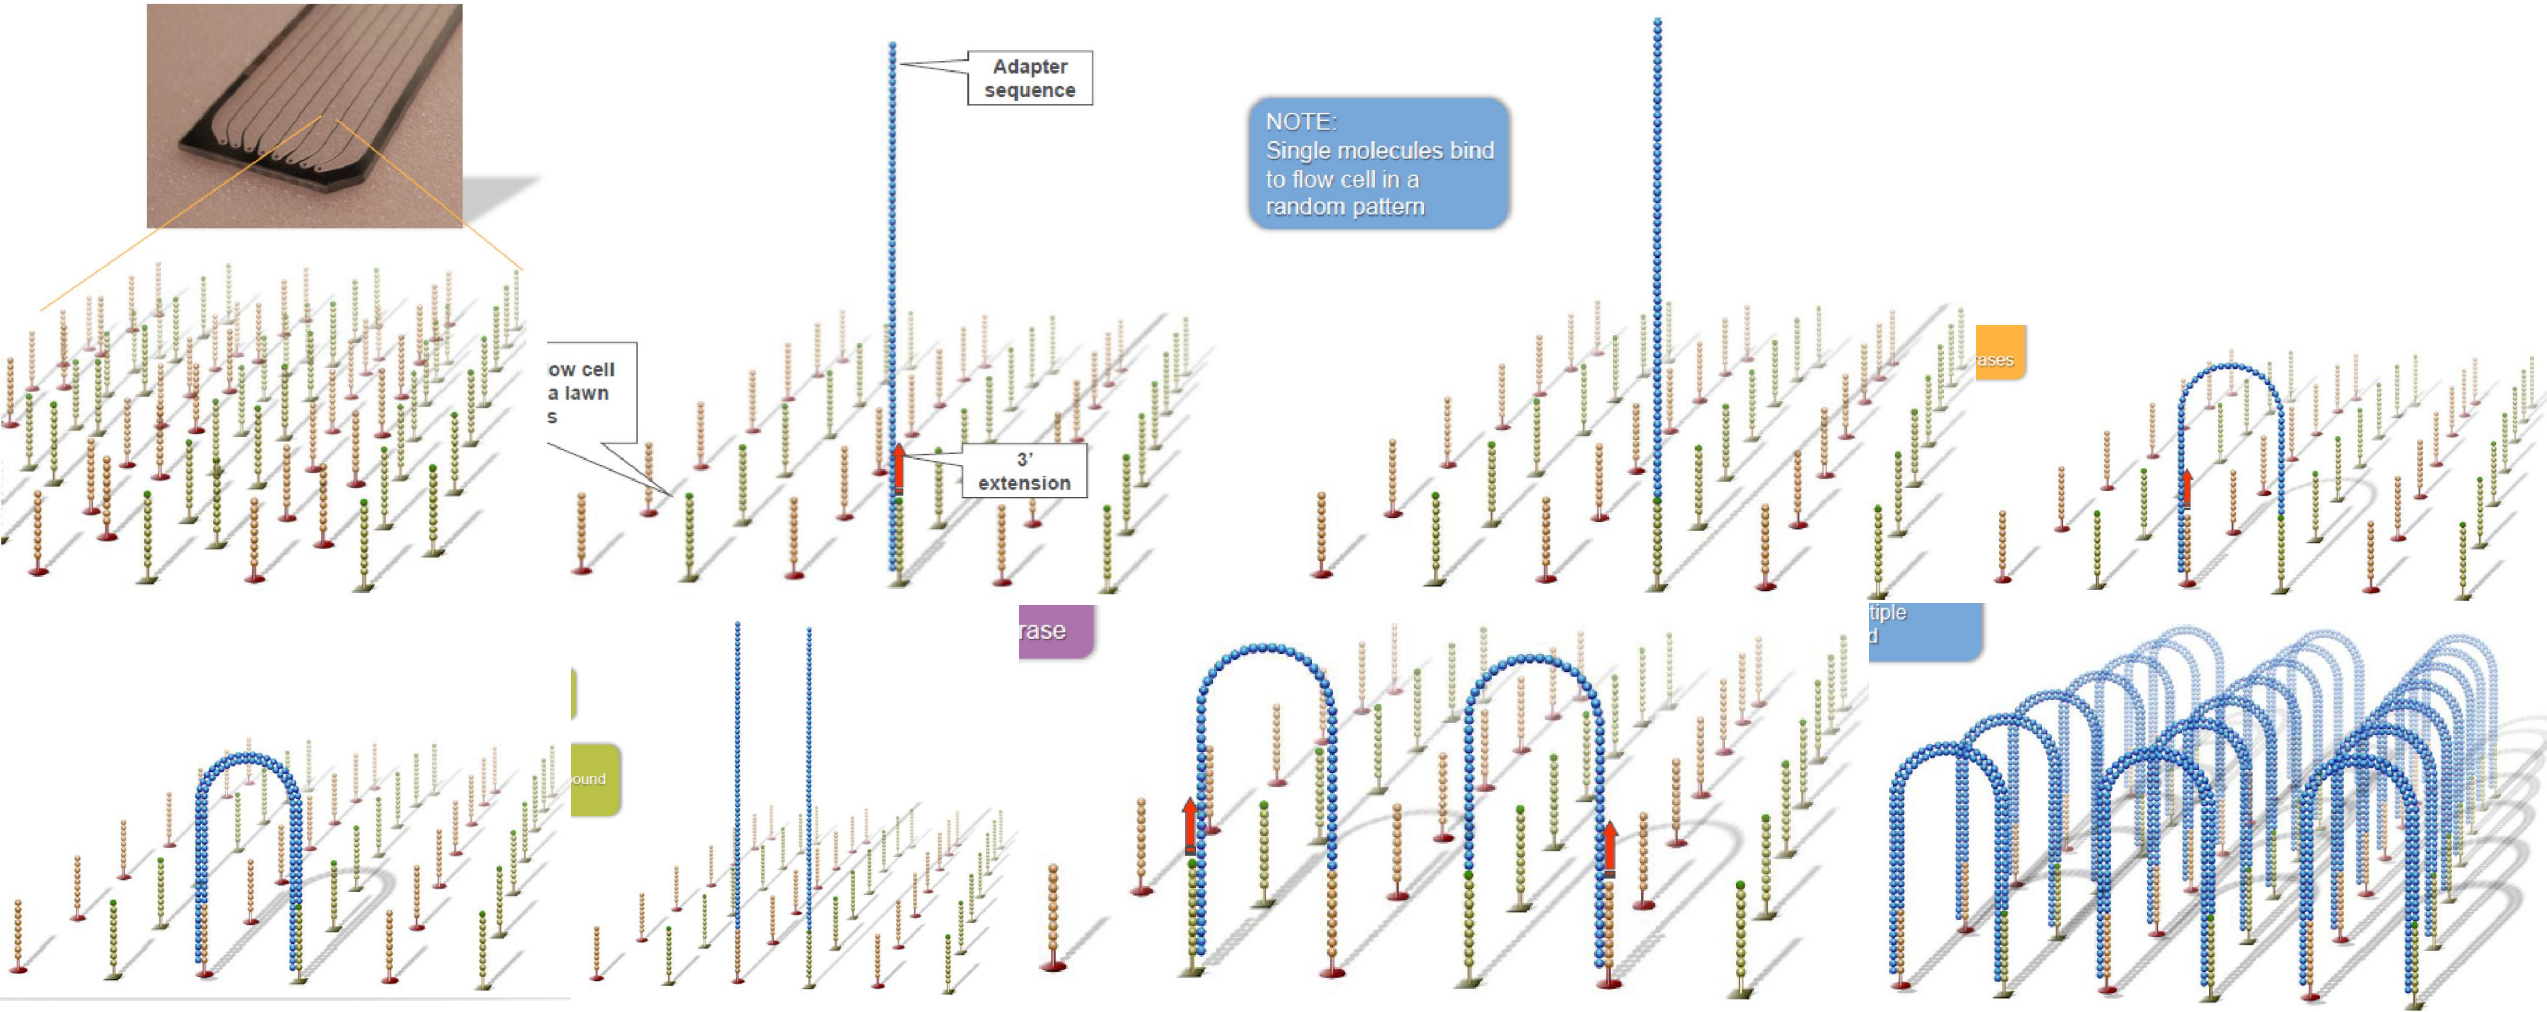 Adapter
sequence
NOTE:
Single molecules bind
to flow cell in a
random pattern
ow cell
a lawn
s
3'
extension
ases
rase
tiple
d
ound